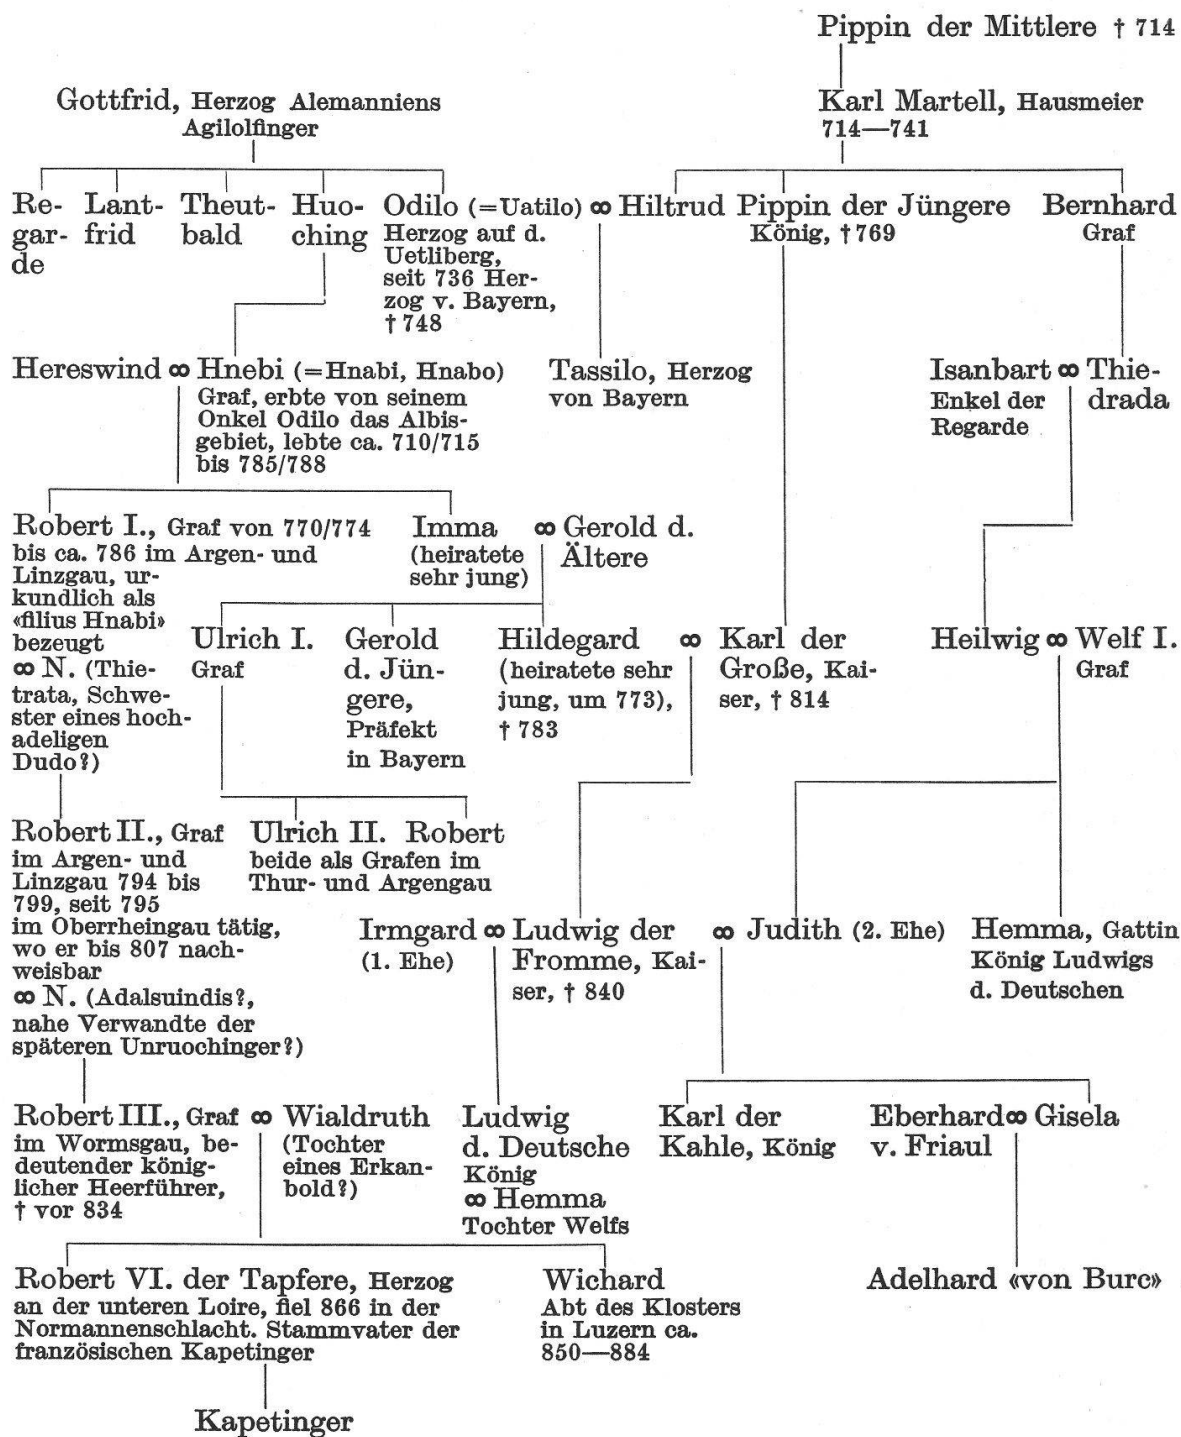 Pippin der Mittlere † 714
Gottfrid, Herzog Alemanniens
Agilolfinger
Karl Martell, Hausmeier
714—741
Re-
gar-
de
Lant-
frid
Theut-
bald
Huo-
ching
Odilo (=Uatilo) ∞ Hiltrud
Herzog auf d.
Uetliberg,
seit 736 Her-
zog v. Bayern,
† 748
Pippin der Jüngere
König, † 769
Bernhard
Graf
Hereswind ∞ Hnebi (=Hnabi, Hnabo)
Graf, erbte von seinem
Onkel Odilo das Albis-
gebiet, lebte ca. 710/715
bis 785/788
Tassilo, Herzog
von Bayern
Isanbart ∞ Thie-
drada
Enkel der
Regarde
Robert I., Graf von 770/774
bis ca. 786 im Argen- und
Linzgau, ur-
kundlich als
«filius Hnabi»
bezeugt
∞ N. (Thie-
trata, Schwe-
ster eines hoch-
adeligen
Dudo?)
Imma ∞ Gerold d.
Ältere
(heiratete
sehr jung)
Ulrich I.
Graf
Gerold
d. Jün-
gere,
Präfekt
in Bayern
Hildegard ∞ Karl der
Große, Kai-
ser, † 814
(heiratete sehr
jung, um 773),
† 783
Heilwig ∞ Welf I.
Graf
Robert II., Graf
im Argen- und
Linzgau 794 bis
799, seit 795
im Oberrheingau tätig,
wo er bis 807 nach-
weisbar
∞ N. (Adalsuindis?,
nahe Verwandte der
späteren Unruochinger?)
Ulrich II. Robert
beide als Grafen im
Thur- und Argengau
Irmgard ∞ Ludwig der
(1. Ehe)
Fromme, Kai-
ser, † 840
∞ Judith (2. Ehe)
Hemma, Gattin
König Ludwigs
d. Deutschen
Robert III., Graf ∞ Wialdruth
im Wormsgau, be-
deutender könig-
licher Heerführer,
† vor 834
(Tochter
eines Erkan-
bold?)
Ludwig
d. Deutsche
König
∞ Hemma
Tochter Welfs
Karl der
Kahle, König
Eberhard ∞ Gisela
v. Friaul
Robert VI. der Tapfere, Herzog
an der unteren Loire, fiel 866 in der
Normannenschlacht. Stammvater der
französischen Kapetinger
Wichard
Abt des Klosters
in Luzern ca.
850—884
Adelhard «von Burc»
Kapetinger